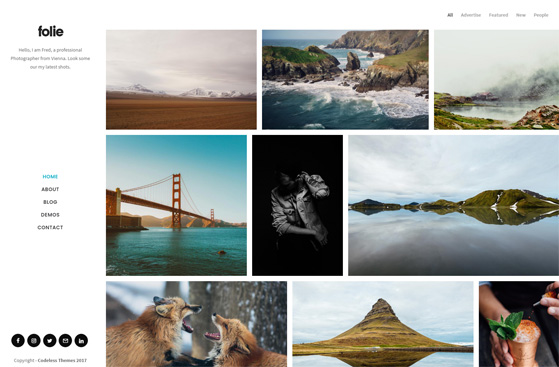 All Advertise Featured New People
folie
Hello, I am Fred, a professional
Photographer from Vienna. Look some
our my latest shots.
HOME
ABOUT
BLOG
DEMOS
CONTACT
Copyright - Codeless Themes 2017